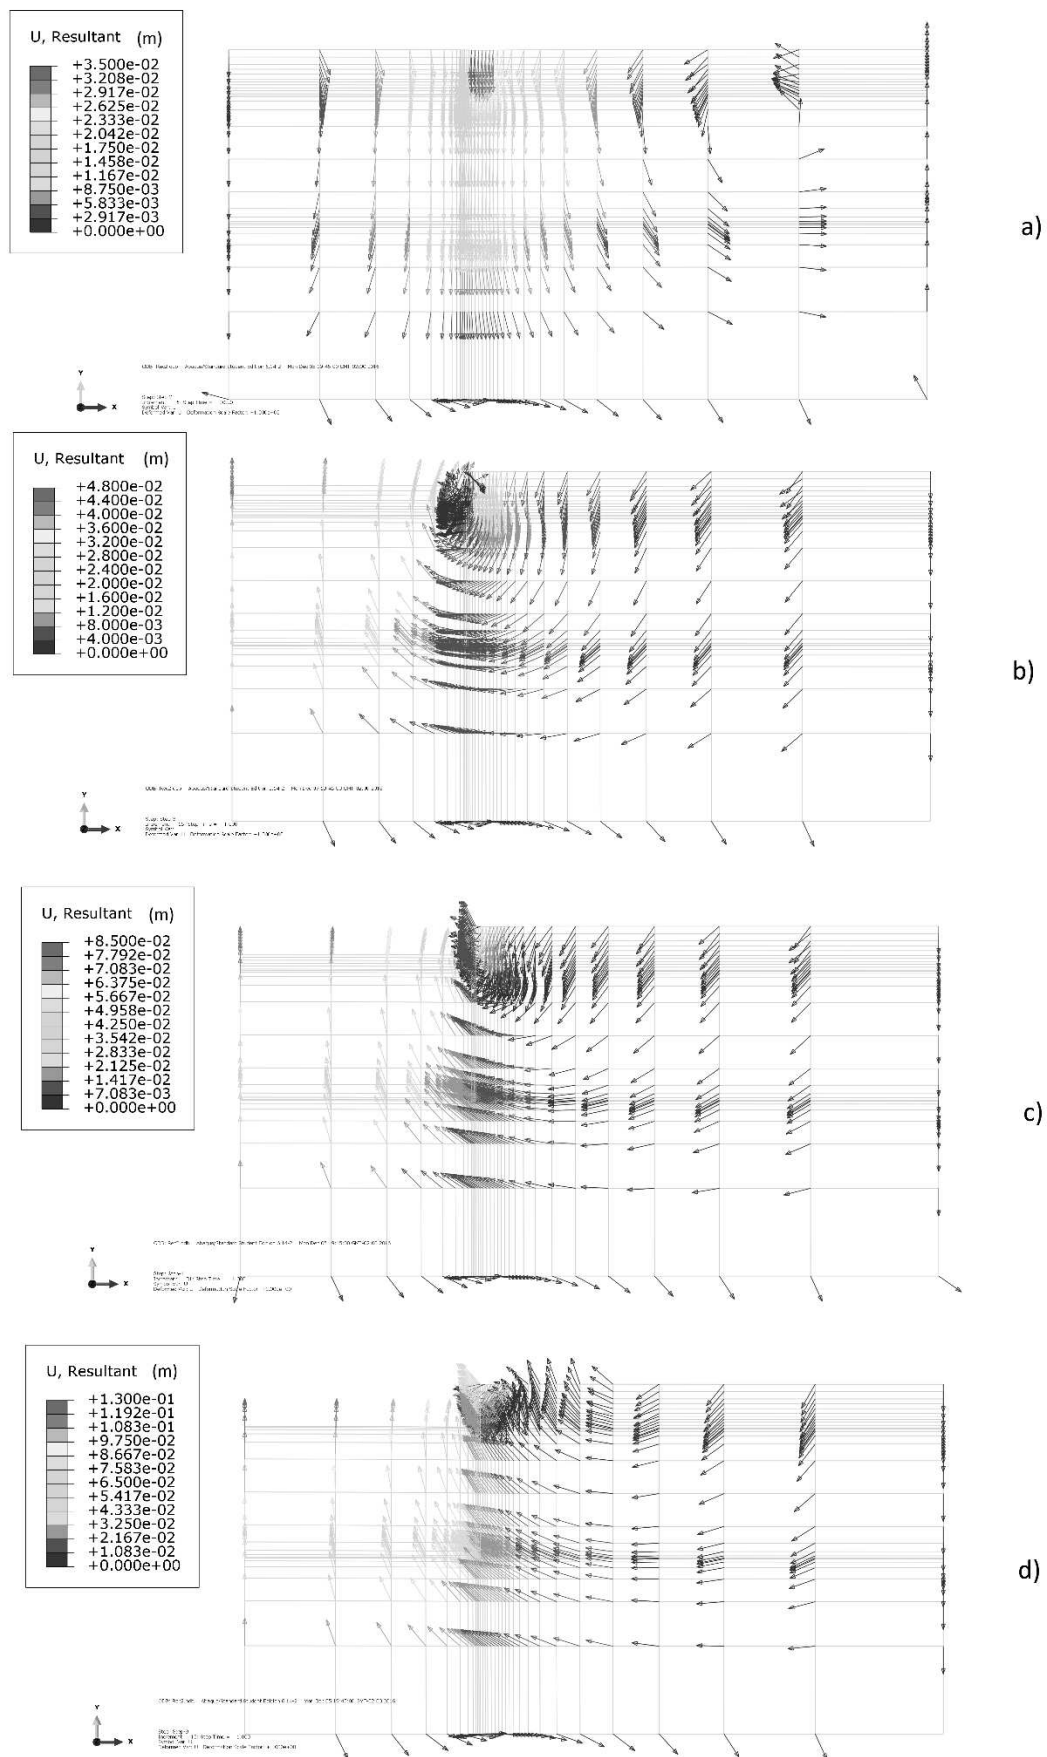 U, Resultant (m)
+3.500e-02
+3.208e-02
+2.917e-02
+2.625e-02
+2.333e-02
+2.042e-02
+1.750e-02
+1.458e-02
+1.167e-02
+8.750e-03
+5.833e-03
+2.917e-03
+0.000e+00
a)
Y
X
U, Resultant (m)
+4.800e-02
+4.400e-02
+4.000e-02
+3.600e-02
+3.200e-02
+2.800e-02
+2.400e-02
+2.000e-02
+1.600e-02
+1.200e-02
+8.000e-03
+4.000e-03
+0.000e+00
b)
Y
X
U, Resultant (m)
+8.500e-02
+7.792e-02
+7.083e-02
+6.375e-02
+5.667e-02
+4.958e-02
+4.250e-02
+3.542e-02
+2.833e-02
+2.125e-02
+1.417e-02
+7.083e-03
+0.000e+00
c)
Y
X
U, Resultant (m)
+1.300e-01
+1.192e-01
+1.083e-01
+9.750e-02
+8.667e-02
+7.583e-02
+6.500e-02
+5.417e-02
+4.333e-02
+3.250e-02
+2.167e-02
+1.083e-02
+0.000e+00
d)
Y
X